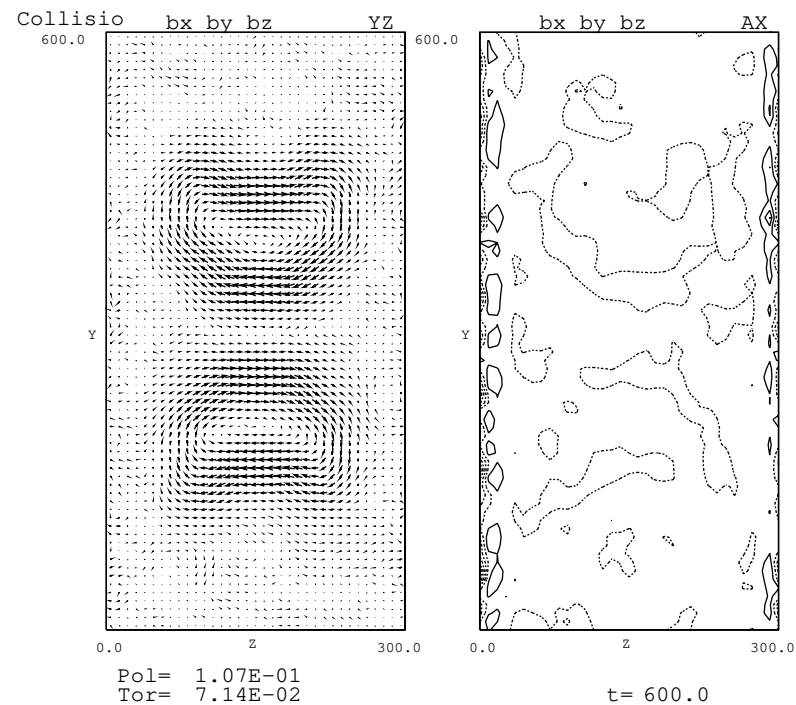 Collisio bx by bz YZ bx by bz AX
600.0 600.0
Y Y
0.0 Z 300.0 0.0 Z 300.0
Pol= 1.07E-01
Tor= 7.14E-02 t= 600.0